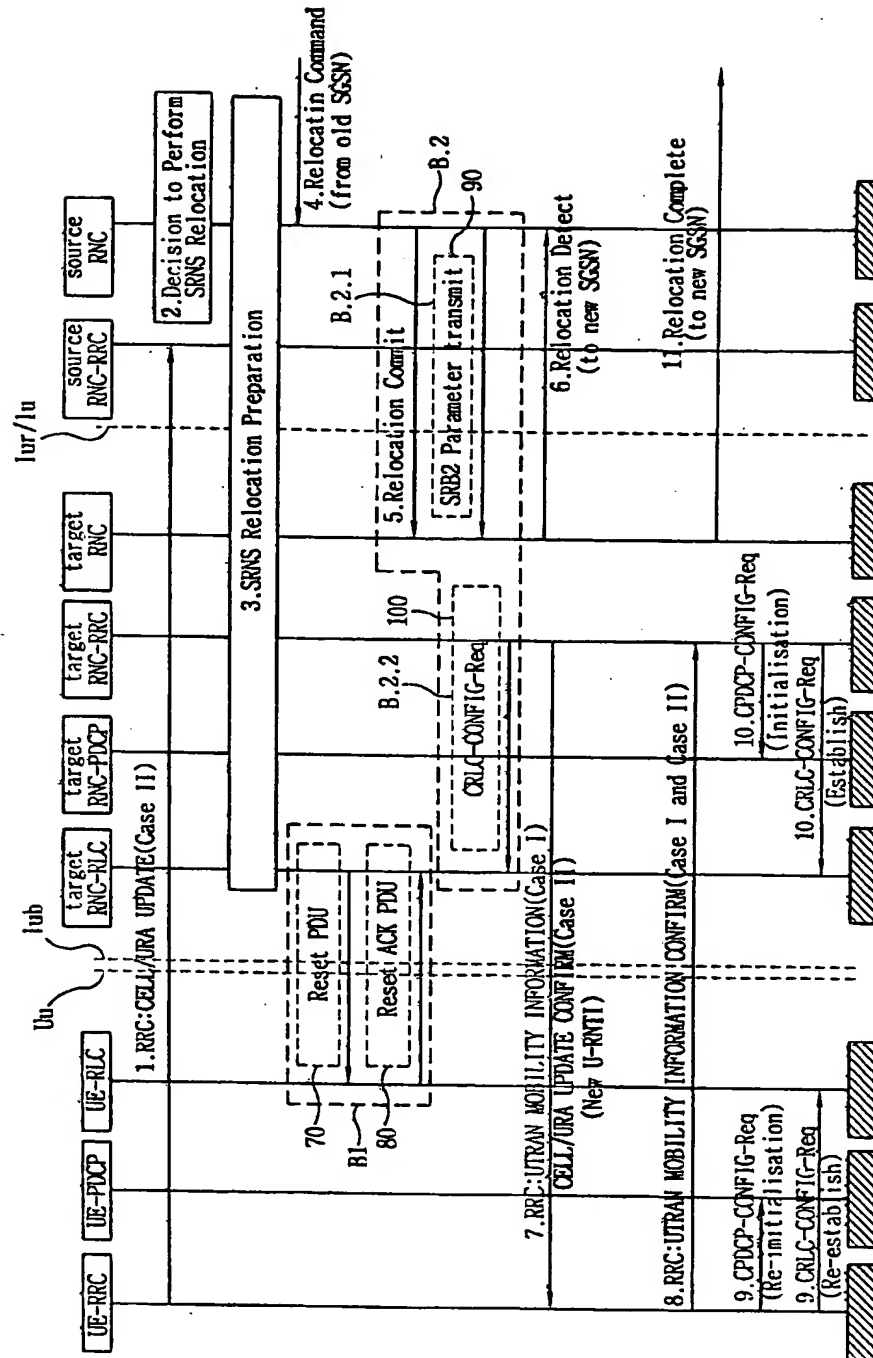 UE-RRC
UE-PDCP
UE-RLC
Uu
Iub
target
RNC-RLC
target
RNC-PDCP
target
RNC-RRC
target
RNC
Iur/Iu
source
RNC-RRC
source
RNC
1.RRC:CELL/URA UPDATE(Case II)
2.Decision to Perform
SRNS Relocation
3.SRNS Relocation Preparation
4.Relocatin Command
(from old SGSN)
70
Reset PDU
80
Reset ACK PDU
B1
5.Relocation Commit
B.2.1
SRB2 Parameter transmit
B.2
90
B.2.2
100
CRLC-CONFIG-Req
6.Relocation Detect
(to new SGSN)
7.RRC:UTRAN MOBILITY INFORMATION(Case I)
CELL/URA UPDATE CONFIRM(Case II)
(New U-RNTI)
8.RRC:UTRAN MOBILITY INFORMATION CONFIRM(Case I and Case II)
9.CPDCP-CONFIG-Req
(Re-imitialisation)
9.CRLC-CONFIG-Req
(Re-establish)
10.CPDCP-CONFIG-Req
(Initialisation)
10.CRLC-CONFIG-Req
(Establish)
11.Relocation Complete
(to new SGSN)